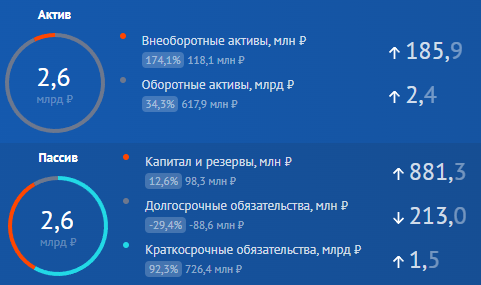 Актив
2,6
млрд ₽
Внеоборотные активы, млн ₽
185,9
174,1% 118,1 млн ₽
Оборотные активы, млрд ₽
2,4
34,3% 617,9 млн ₽
Пассив
2,6
млрд ₽
Капитал и резервы, млн ₽
881,3
12,6% 98,3 млн ₽
Долгосрочные обязательства, млн ₽
213,0
-29,4% -88,6 млн ₽
Краткосрочные обязательства, млрд ₽
1,5
92,3% 726,4 млн ₽